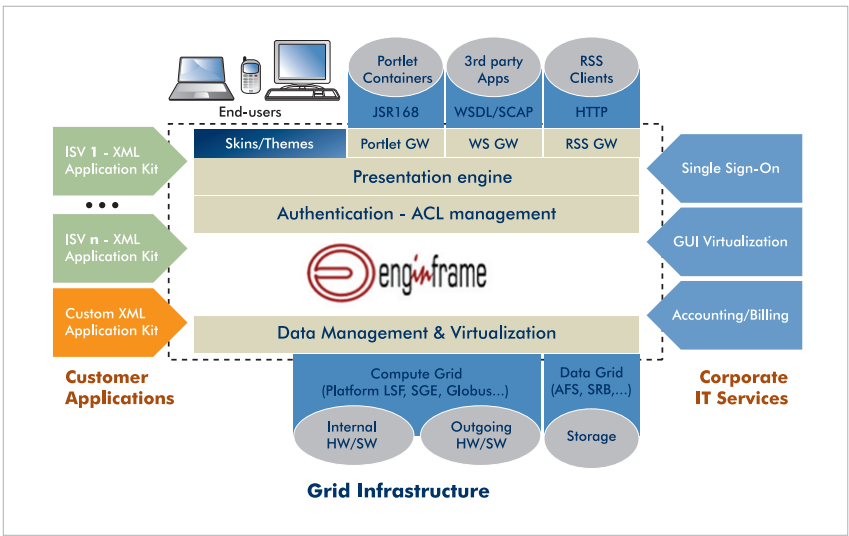 Portlet
Containers
3rd party
Apps
RSS
Clients
End-users
JSR168
WSDL/SCAP
HTTP
Skins/Themes
Portlet GW
WS GW
RSS GW
ISV 1 - XML
Application Kit
...
ISV n - XML
Application Kit
Custom XML
Application Kit
Customer
Applications
Presentation engine
Authentication - ACL management
enginframe
Data Management & Virtualization
Single Sign-On
GUI Virtualization
Accounting/Billing
Corporate
IT Services
Compute Grid
(Platform LSF, SGE, Globus...)
Data Grid
(AFS, SRB,...)
Internal
HW/SW
Outgoing
HW/SW
Storage
Grid Infrastructure